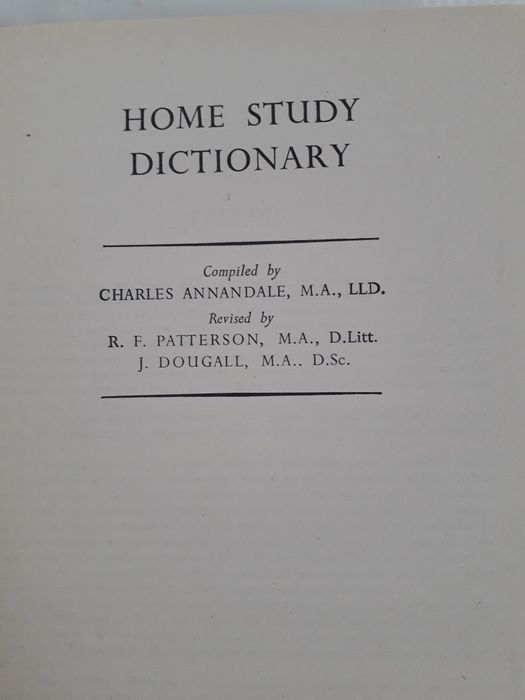 HOME STUDY
DICTIONARY
Compiled by
CHARLES ANNANDALE, M.A., LLD.
Revised by
R. F. PATTERSON, M.A., D.Litt.
J. DOUGALL, M.A.. D.Sc.